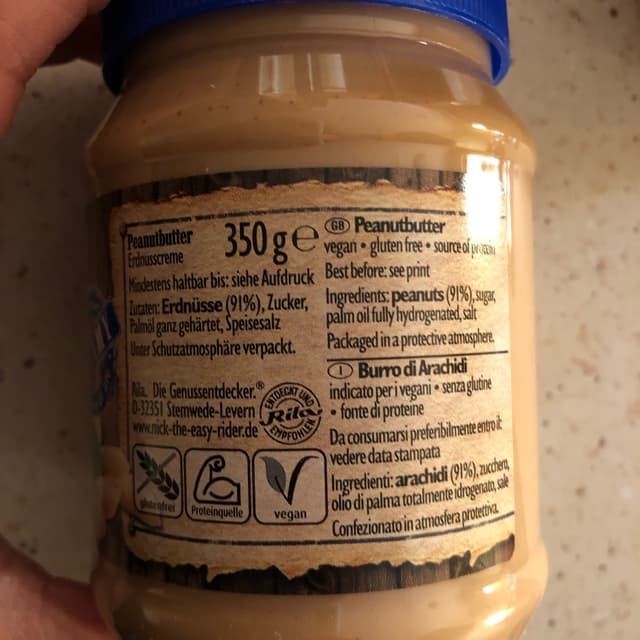 Peanutbutter
Erdnusscreme
350 g e
Mindestens haltbar bis: siehe Aufdruck
Zutaten: Erdnüsse (91%), Zucker,
Palmöl ganz gehärtet, Speisesalz
Unter Schutzatmosphäre verpackt.
Rila. Die Genussentdecker.®
D-32351 Stemwede-Levern
www.nick-the-easy-rider.de
ENTDECKT UND
Rila
EMPFOHLEN
glutenfrei
Proteinquelle
vegan
GB Peanutbutter
vegan • gluten free • source of protein
Best before: see print
Ingredients: peanuts (91%), sugar,
palm oil fully hydrogenated, salt
Packaged in a protective atmosphere.
I Burro di Arachidi
indicato per i vegani • senza glutine
• fonte di proteine
Da consumarsi preferibilmente entro il:
vedere data stampata
Ingredienti: arachidi (91%), zucchero,
olio di palma totalmente idrogenato, sale
Confezionato in atmosfera protettiva.